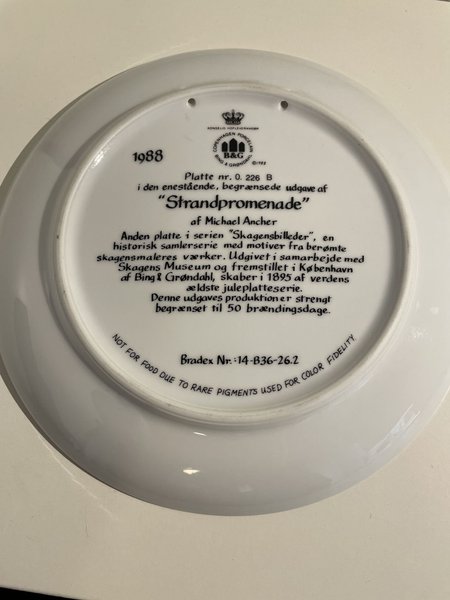 KONGELIG HOFLEVERANDØR
COPENHAGEN PORCELAIN
B&G
BING & GRØNDAHL
1988
Platte nr. O. 226 B
i den enestående, begrænsede udgave af
"Strandpromenade"
af Michael Ancher
Anden platte i serien "Skagensbilleder", en
historisk samlerserie med motiver fra berømte
skagensmaleres værker. Udgivet i samarbejde med
Skagens Museum og fremstillet i København
af Bing & Grøndahl, skaber i 1895 af verdens
ældste juleplatteserie.
Denne udgaves produktion er strengt
begrænset til 50 brændingsdage.
Bradex Nr.:14-B36-26.2
NOT FOR FOOD DUE TO RARE PIGMENTS USED FOR COLOR FIDELITY.